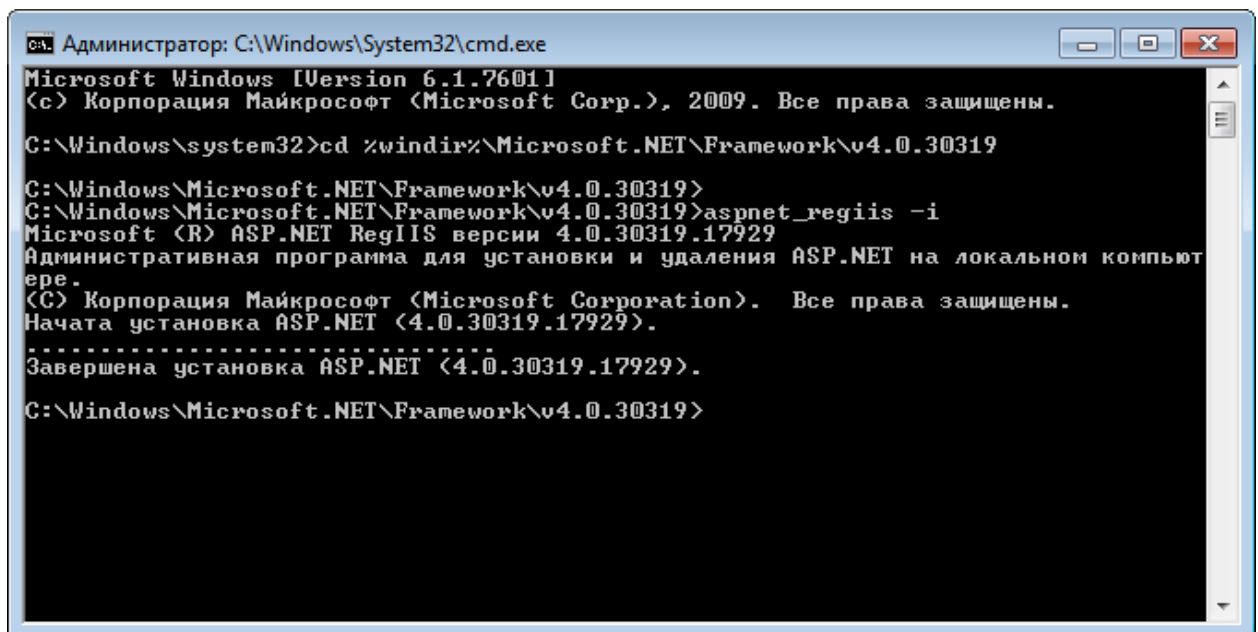 Администратор: C:\Windows\System32\cmd.exe
Microsoft Windows [Version 6.1.7601]
(c) Корпорация Майкрософт (Microsoft Corp.), 2009. Все права защищены.
C:\Windows\system32>cd %windir%\Microsoft.NET\Framework\v4.0.30319
C:\Windows\Microsoft.NET\Framework\v4.0.30319>
C:\Windows\Microsoft.NET\Framework\v4.0.30319>aspnet_regiis -i
Microsoft (R) ASP.NET RegIIS версии 4.0.30319.17929
Административная программа для установки и удаления ASP.NET на локальном компьют
ере.
(C) Корпорация Майкрософт (Microsoft Corporation).  Все права защищены.
Начата установка ASP.NET (4.0.30319.17929).
................................
Завершена установка ASP.NET (4.0.30319.17929).
C:\Windows\Microsoft.NET\Framework\v4.0.30319>